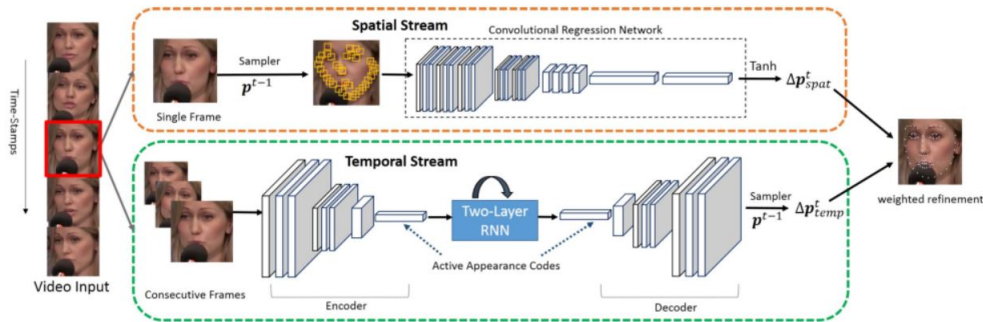 Time-Stamps
Video Input
Spatial Stream
Convolutional Regression Network
Single Frame
Sampler
p^{t-1}
Tanh
Δp^t_{spat}
Temporal Stream
Consecutive Frames
Encoder
Two-Layer
RNN
Active Appearance Codes
Decoder
Sampler
p^{t-1}
Δp^t_{temp}
weighted refinement